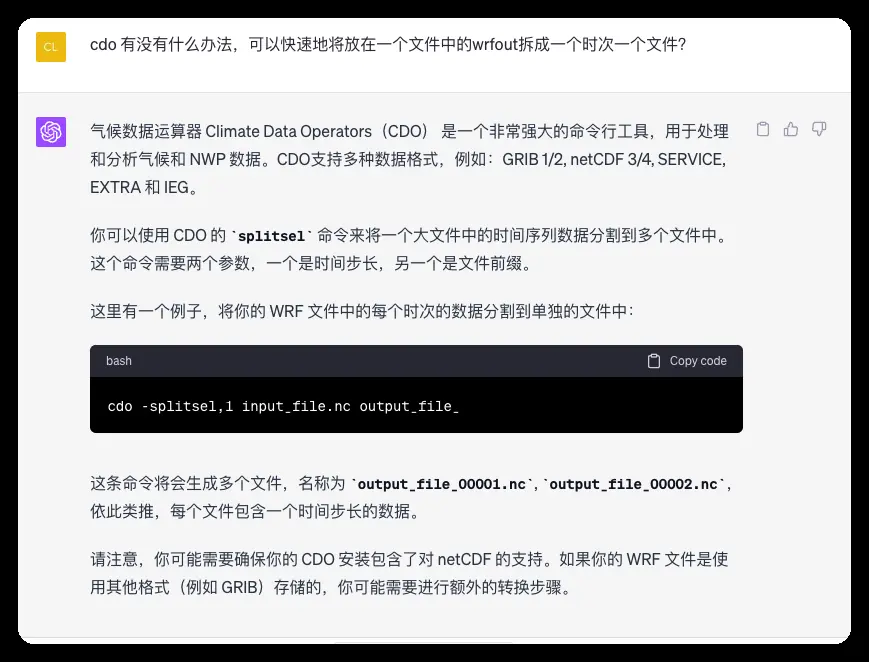 CL
cdo 有没有什么办法，可以快速地将放在一个文件中的wrfout拆成一个时次一个文件?
气候数据运算器 Climate Data Operators（CDO） 是一个非常强大的命令行工具，用于处理
和分析气候和 NWP 数据。CDO支持多种数据格式，例如：GRIB 1/2, netCDF 3/4, SERVICE,
EXTRA 和 IEG。
你可以使用 CDO 的 `splitsel` 命令来将一个大文件中的时间序列数据分割到多个文件中。
这个命令需要两个参数，一个是时间步长，另一个是文件前缀。
这里有一个例子，将你的 WRF 文件中的每个时次的数据分割到单独的文件中：
bash Copy code
cdo -splitsel,1 input_file.nc output_file_
这条命令将会生成多个文件，名称为 `output_file_00001.nc`, `output_file_00002.nc`,
依此类推，每个文件包含一个时间步长的数据。
请注意，你可能需要确保你的 CDO 安装包含了对 netCDF 的支持。如果你的 WRF 文件是使
用其他格式（例如 GRIB）存储的，你可能需要进行额外的转换步骤。